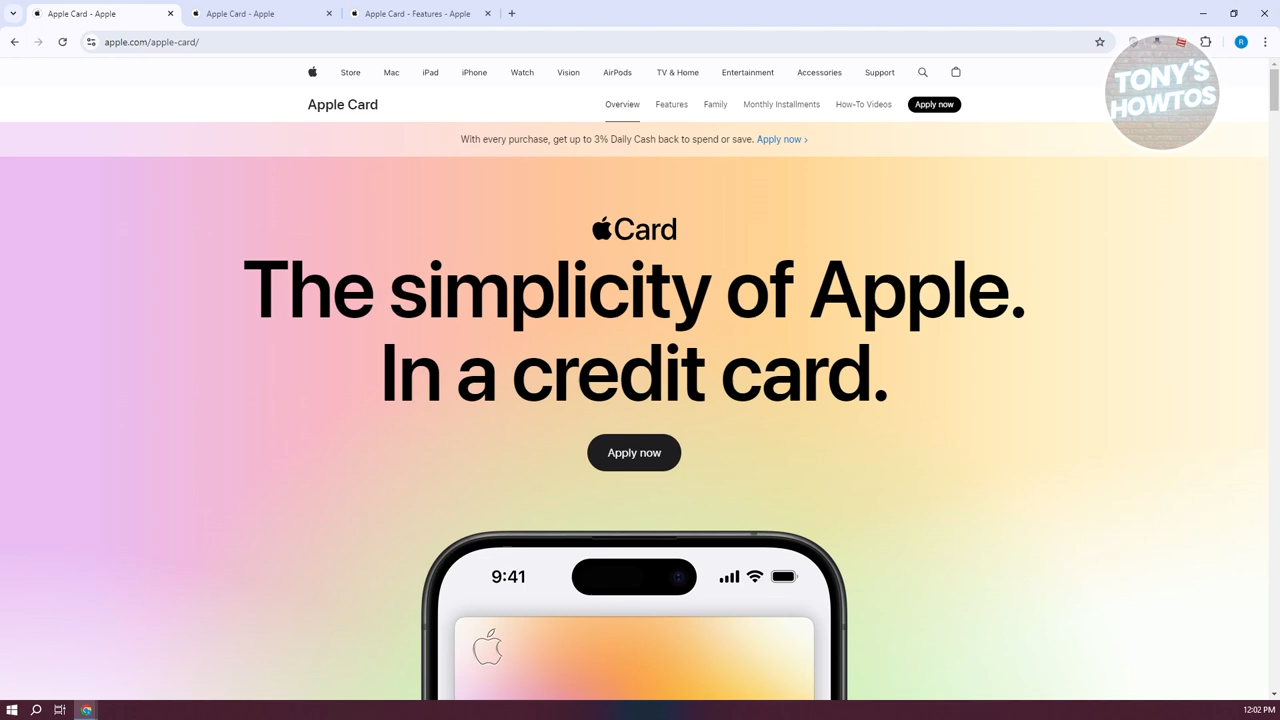 Apple Card - Apple
Apple Card - Apple
Apple Card - Features - Apple
apple.com/apple-card/
R
Store Mac iPad iPhone Watch Vision AirPods TV & Home Entertainment Accessories Support
TONY'S
HOWTOS
Apple Card
Overview Features Family Monthly Installments How-To Videos Apply now
With every purchase, get up to 3% Daily Cash back to spend or save. Apply now >
Card
The simplicity of Apple.
In a credit card.
Apply now
9:41
12:02 PM